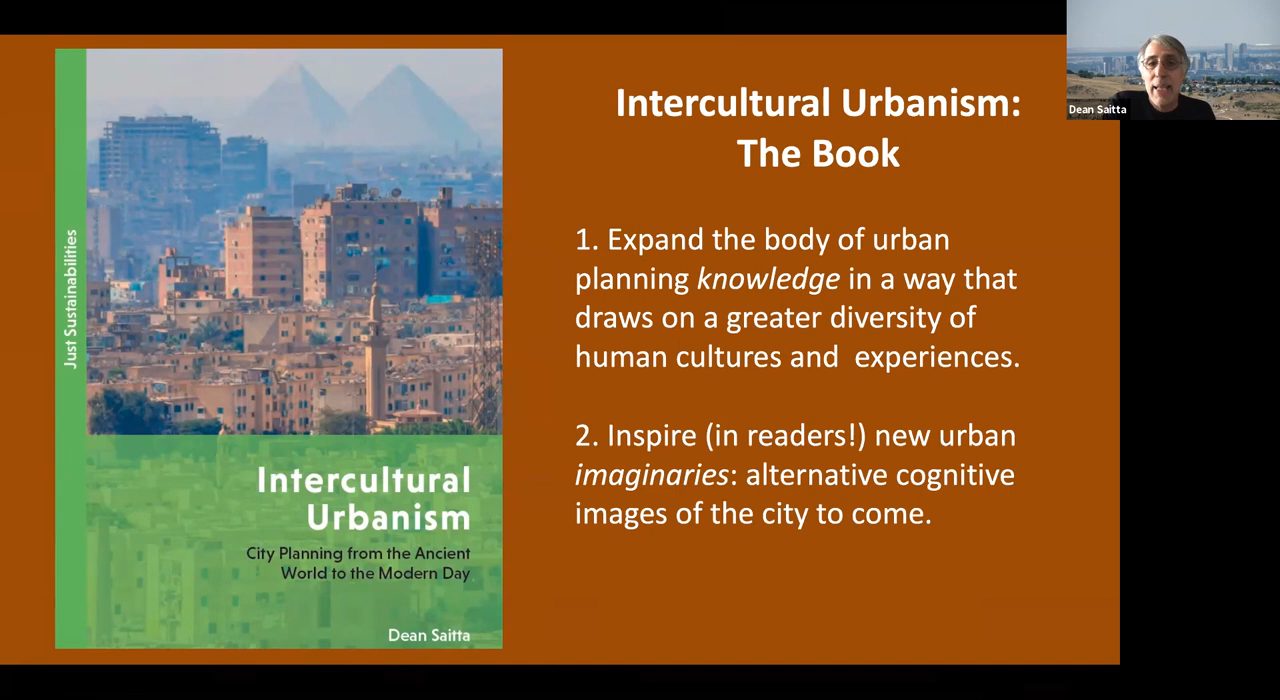 Just Sustainabilities
Intercultural
Urbanism
City Planning from the Ancient
World to the Modern Day
Dean Saitta
Intercultural Urbanism:
The Book
1. Expand the body of urban
planning knowledge in a way that
draws on a greater diversity of
human cultures and  experiences.
2. Inspire (in readers!) new urban
imaginaries: alternative cognitive
images of the city to come.
Dean Saitta